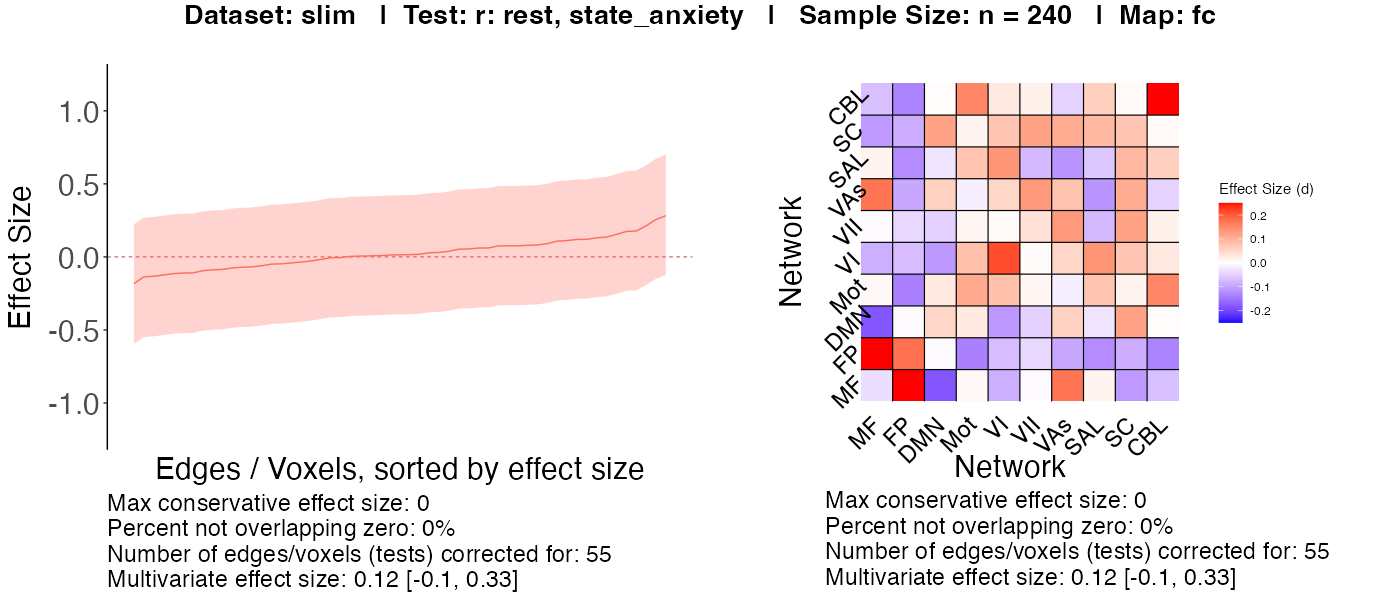 Dataset: slim | Test: r: rest, state_anxiety | Sample Size: n = 240 | Map: fc
Effect Size
1.0
0.5
0.0
-0.5
-1.0
Edges / Voxels, sorted by effect size
Max conservative effect size: 0
Percent not overlapping zero: 0%
Number of edges/voxels (tests) corrected for: 55
Multivariate effect size: 0.12 [-0.1, 0.33]
Network
CBL
SC
SAL
VAs
VII
VI
Mot
DMN
FP
MF
MF
FP
DMN
Mot
VI
VII
VAs
SAL
SC
CBL
Network
Effect Size (d)
0.2
0.1
0.0
-0.1
-0.2
Max conservative effect size: 0
Percent not overlapping zero: 0%
Number of edges/voxels (tests) corrected for: 55
Multivariate effect size: 0.12 [-0.1, 0.33]